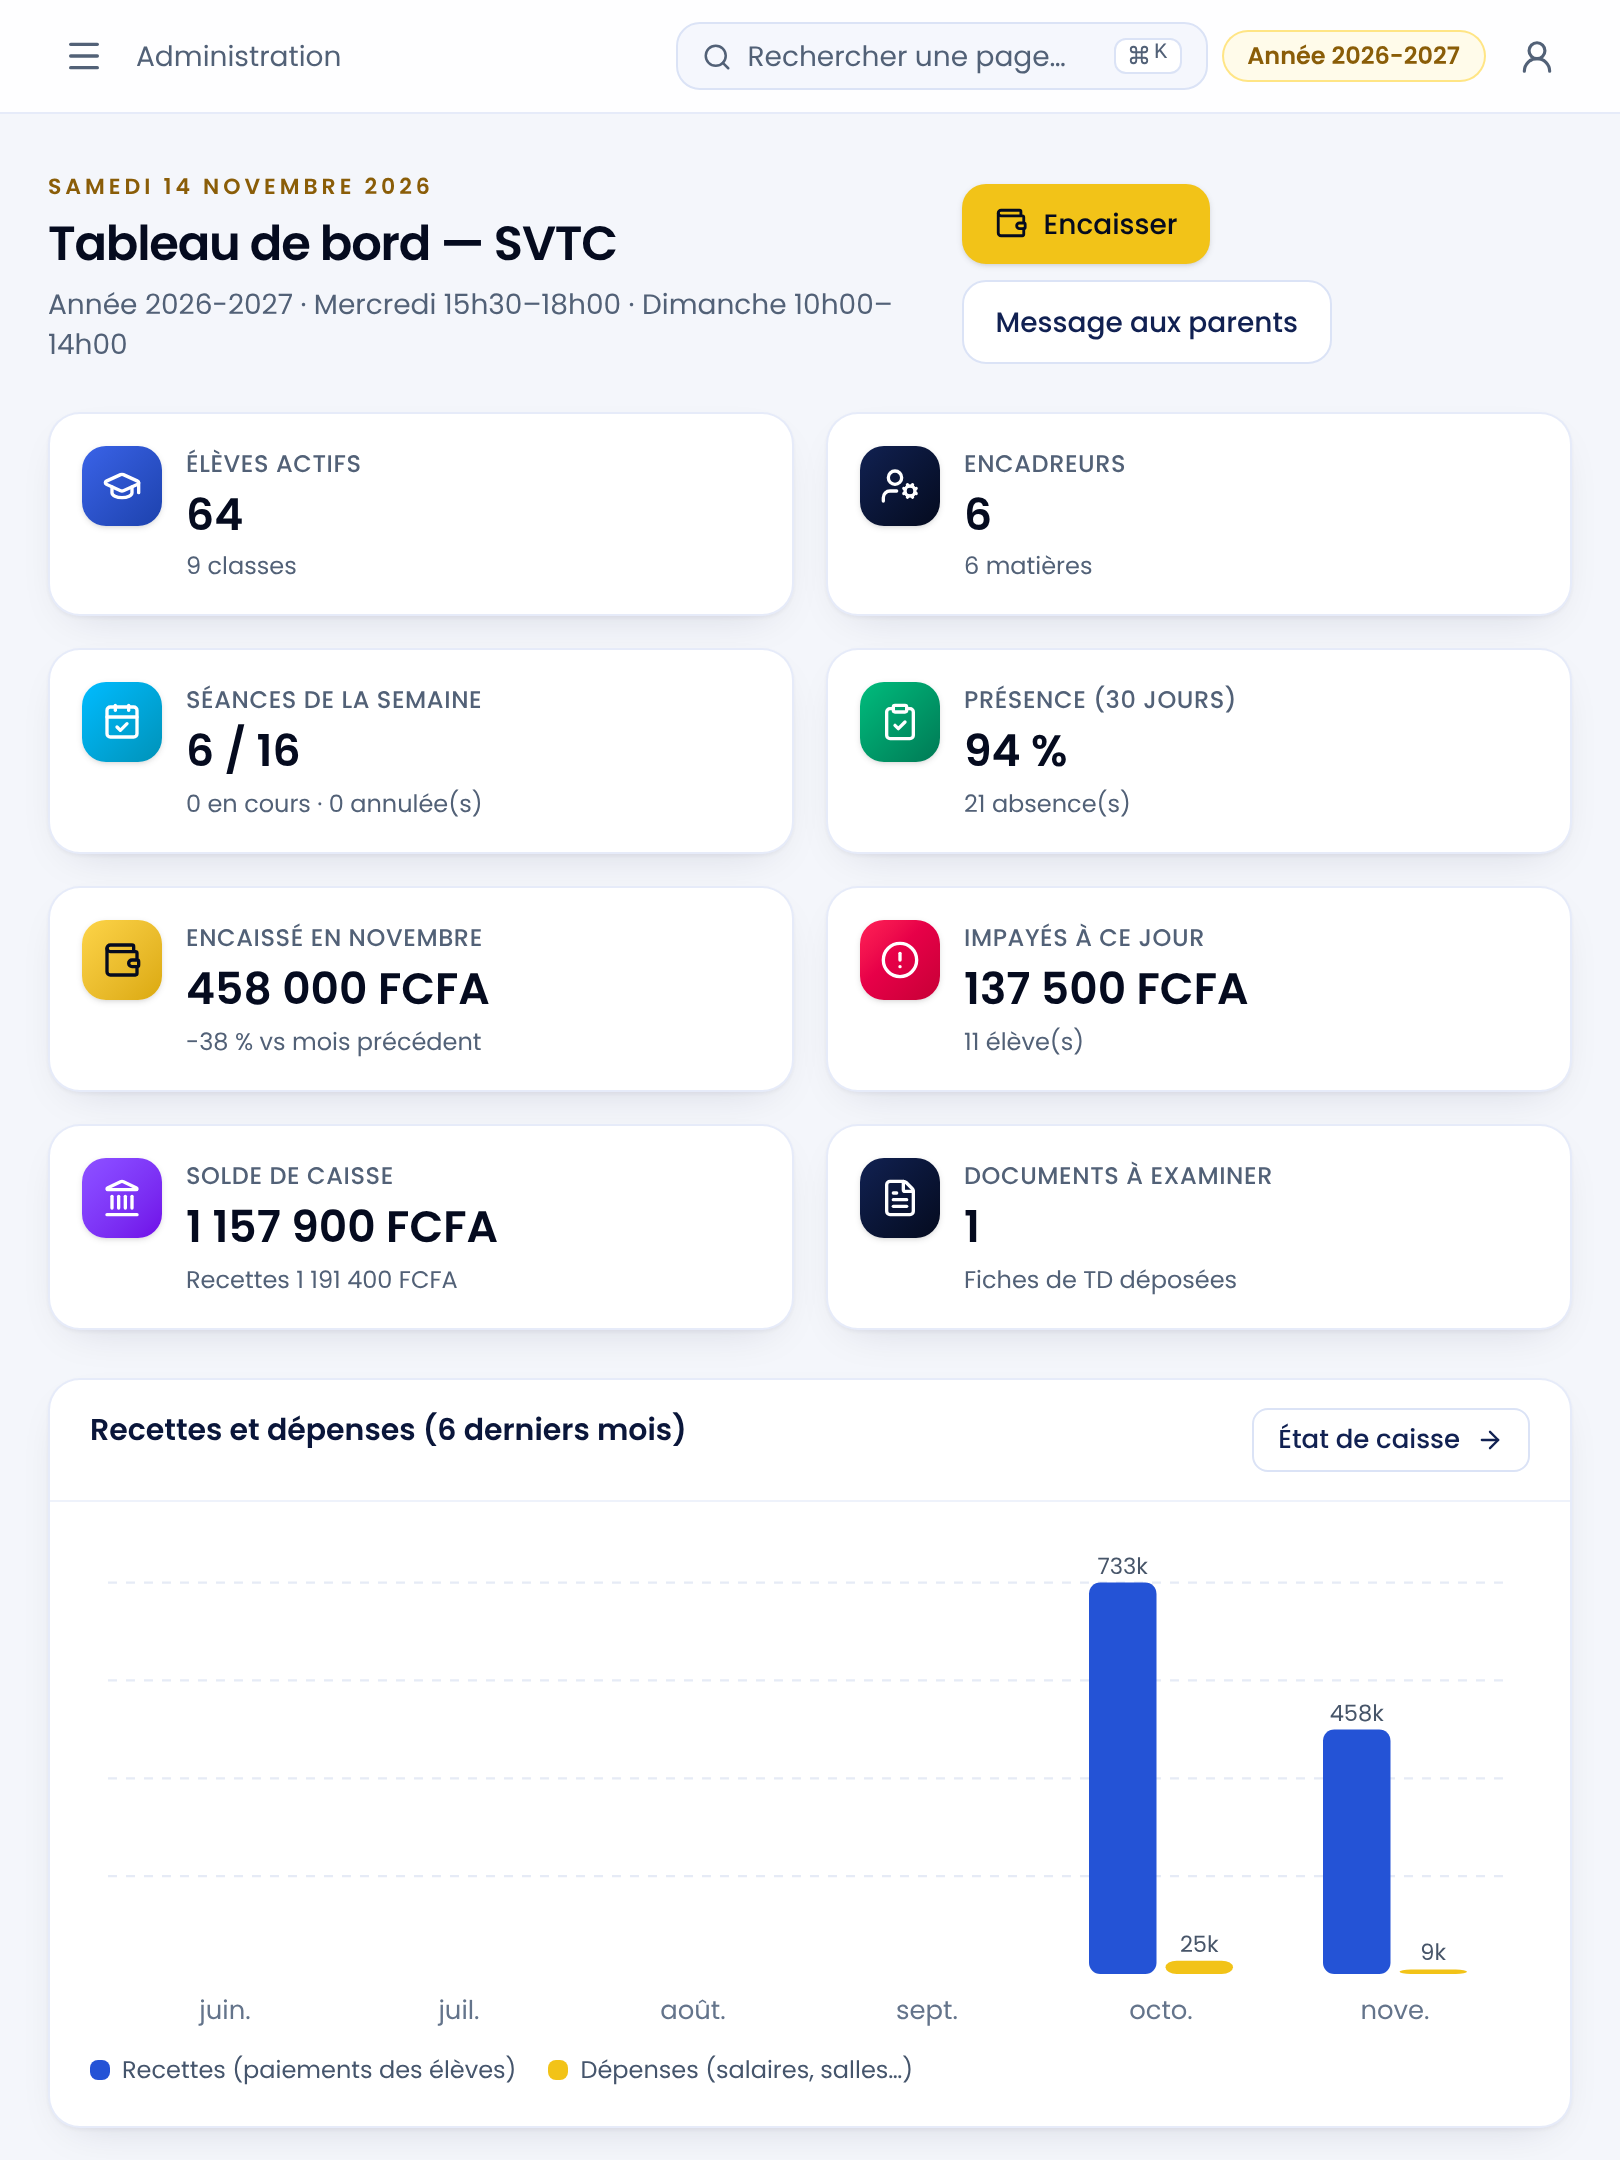 Administration
Rechercher une page...
⌘ K
Année 2026-2027
SAMEDI 14 NOVEMBRE 2026
Tableau de bord — SVTC
Année 2026-2027 · Mercredi 15h30–18h00 · Dimanche 10h00–
14h00
Encaisser
Message aux parents
ÉLÈVES ACTIFS
64
9 classes
ENCADREURS
6
6 matières
SÉANCES DE LA SEMAINE
6 / 16
0 en cours · 0 annulée(s)
PRÉSENCE (30 JOURS)
94 %
21 absence(s)
ENCAISSÉ EN NOVEMBRE
458 000 FCFA
-38 % vs mois précédent
IMPAYÉS À CE JOUR
137 500 FCFA
11 élève(s)
SOLDE DE CAISSE
1 157 900 FCFA
Recettes 1 191 400 FCFA
DOCUMENTS À EXAMINER
1
Fiches de TD déposées
Recettes et dépenses (6 derniers mois)
État de caisse →
733k
458k
25k
9k
juin.
juil.
août.
sept.
octo.
nove.
Recettes (paiements des élèves)
Dépenses (salaires, salles...)